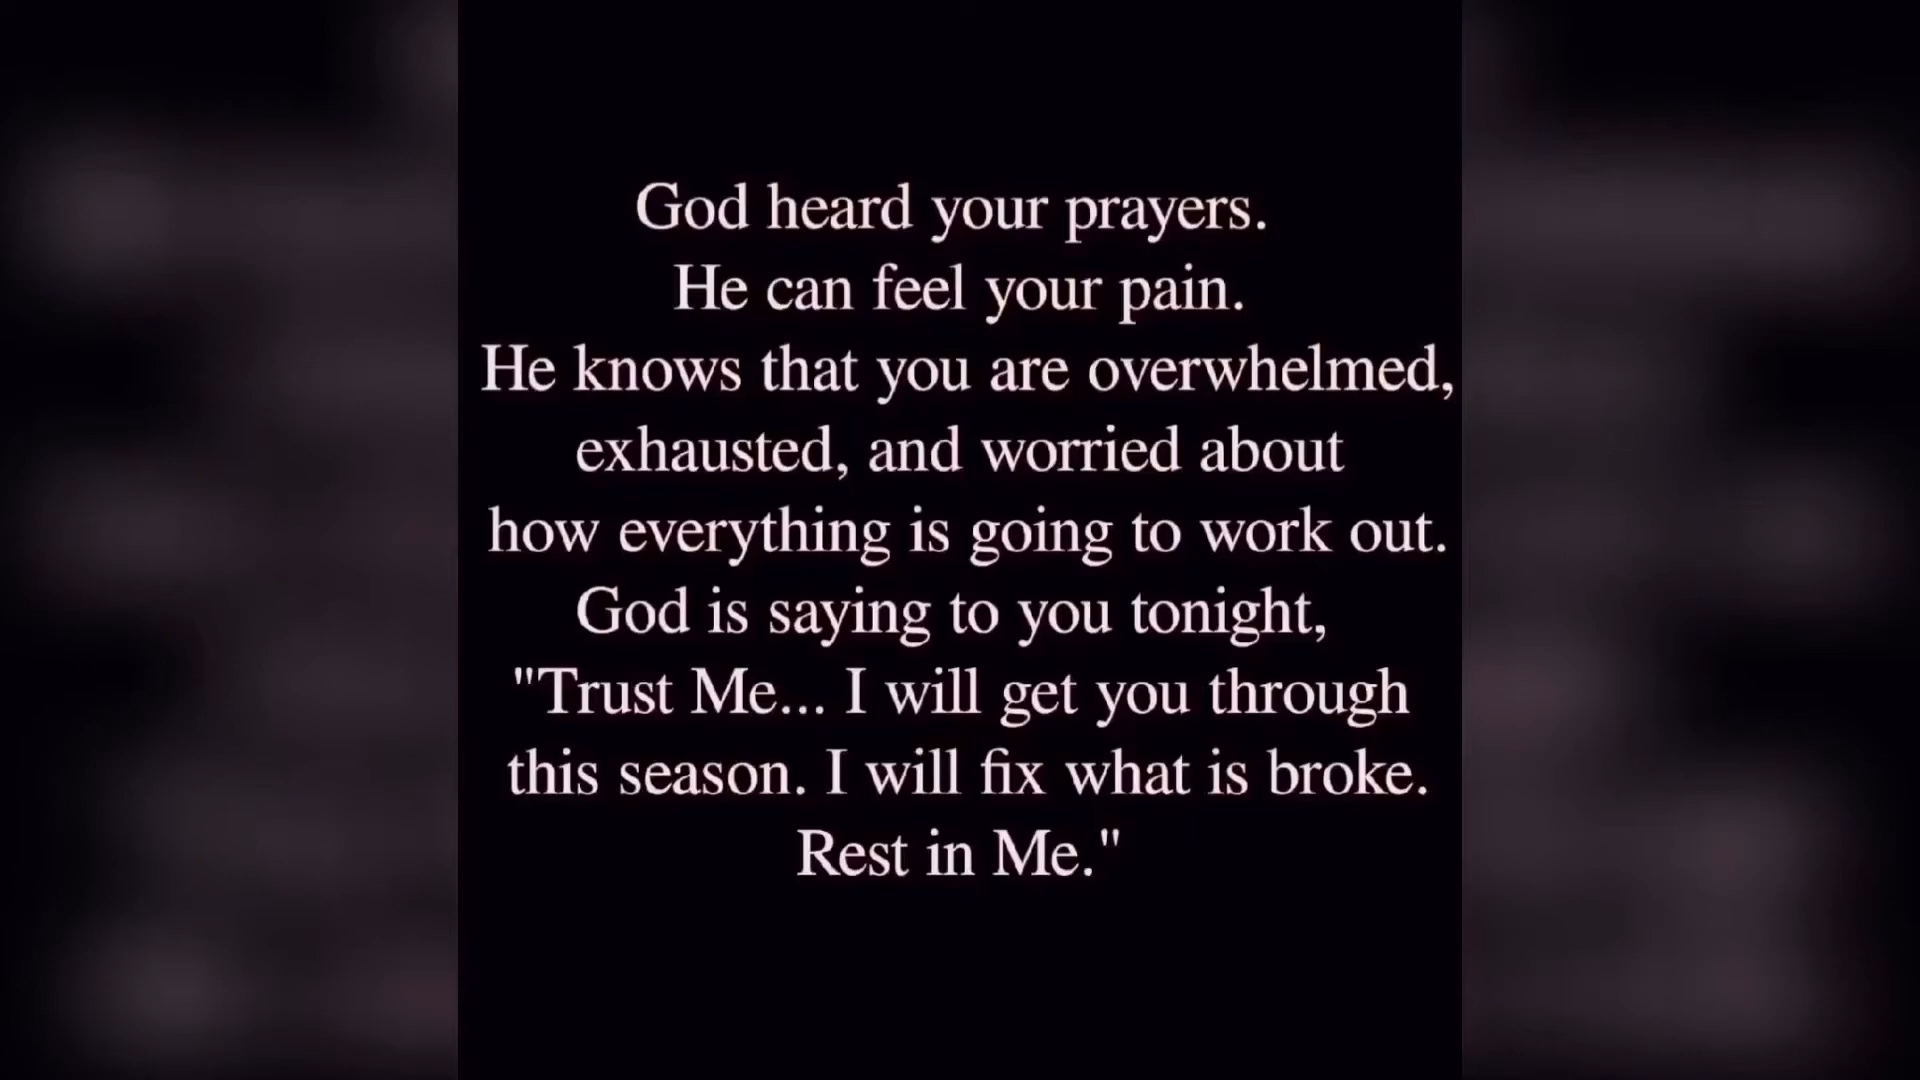 God heard your prayers.
He can feel your pain.
He knows that you are overwhelmed,
exhausted, and worried about
how everything is going to work out.
God is saying to you tonight,
"Trust Me... I will get you through
this season. I will fix what is broke.
Rest in Me."